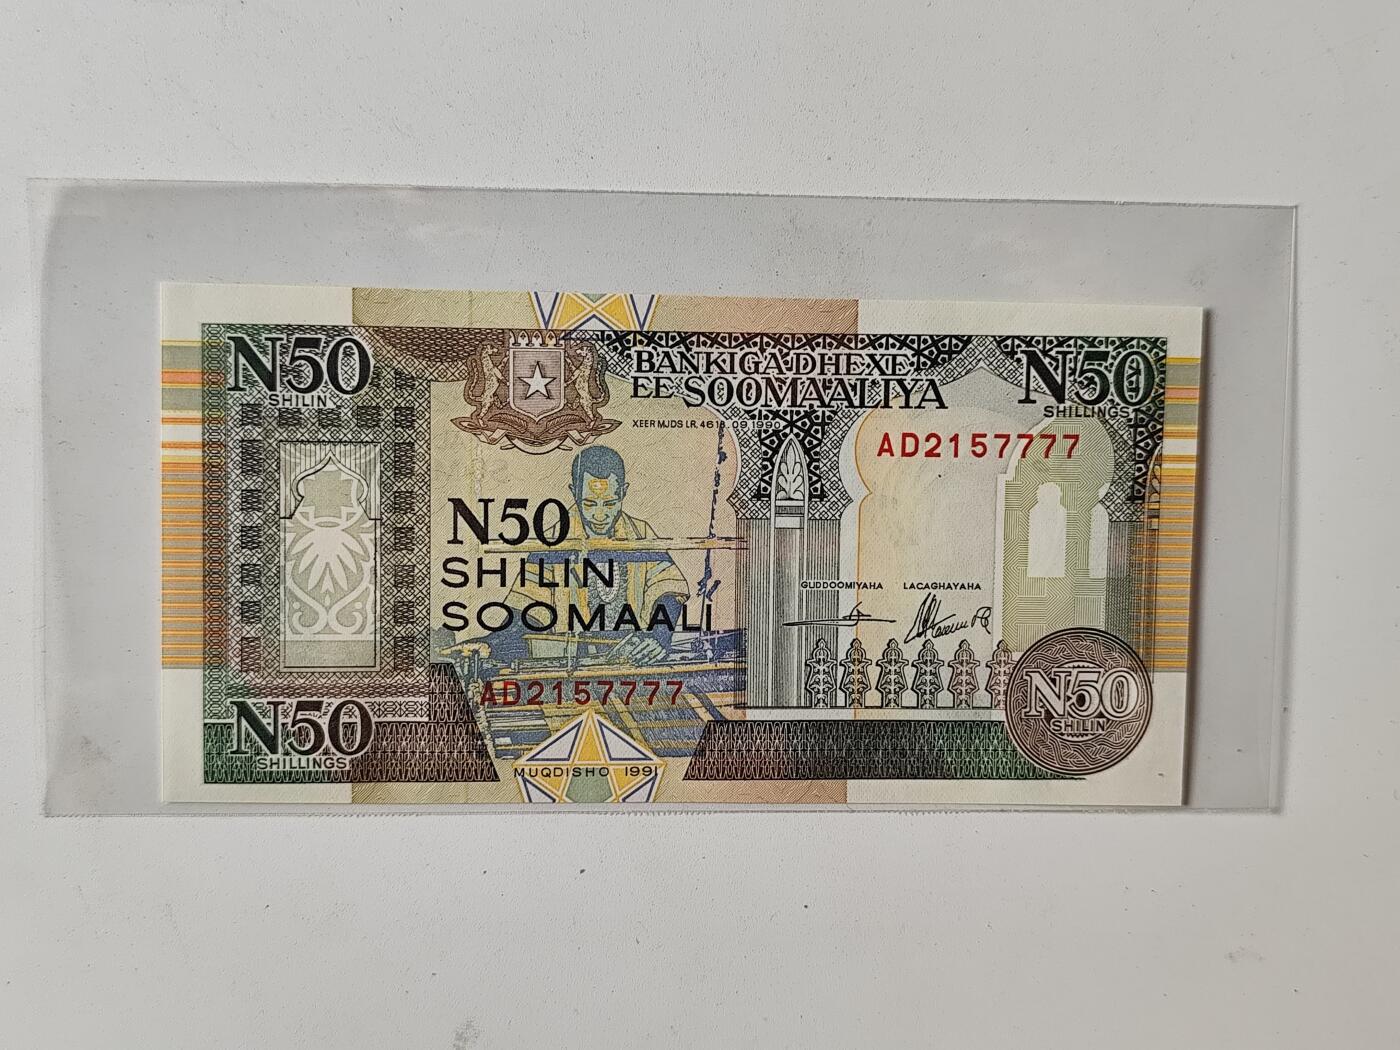 N50
SHILIN
BANKIGA DHEXE
EE SOOMAALIYA
XEER MJDS LR. 4618.09.1990
N50
SHILLINGS
AD2157777
N50
SHILIN
SOOMAALI
GUDDOOMIYAHA LACAGHAYAHA
AD2157777
N50
SHILLINGS
MUQDISHO 1991
N50
SHILIN